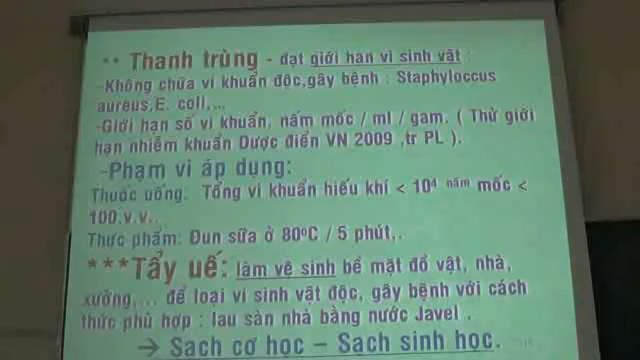 ** Thanh trùng - đạt giới hạn vi sinh vật :
-Không chứa vi khuẩn độc,gây bệnh : Staphyloccus
aureus,E. coli,...
-Giới hạn số vi khuẩn, nấm mốc / ml / gam. ( Thử giới
hạn nhiễm khuẩn Dược điển VN 2009 ,tr PL ).
-Phạm vi áp dụng:
Thuốc uống: Tổng vi khuẩn hiếu khí < 10⁴ nấm mốc <
100.v.v..
Thực phẩm: Đun sữa ở 80ºC / 5 phút,.
***Tẩy uế: làm vệ sinh bề mặt đồ vật, nhà,
xưởng,... để loại vi sinh vật độc, gây bệnh với cách
thức phù hợp : lau sàn nhà bằng nước Javel .
→ Sạch cơ học – Sạch sinh học.